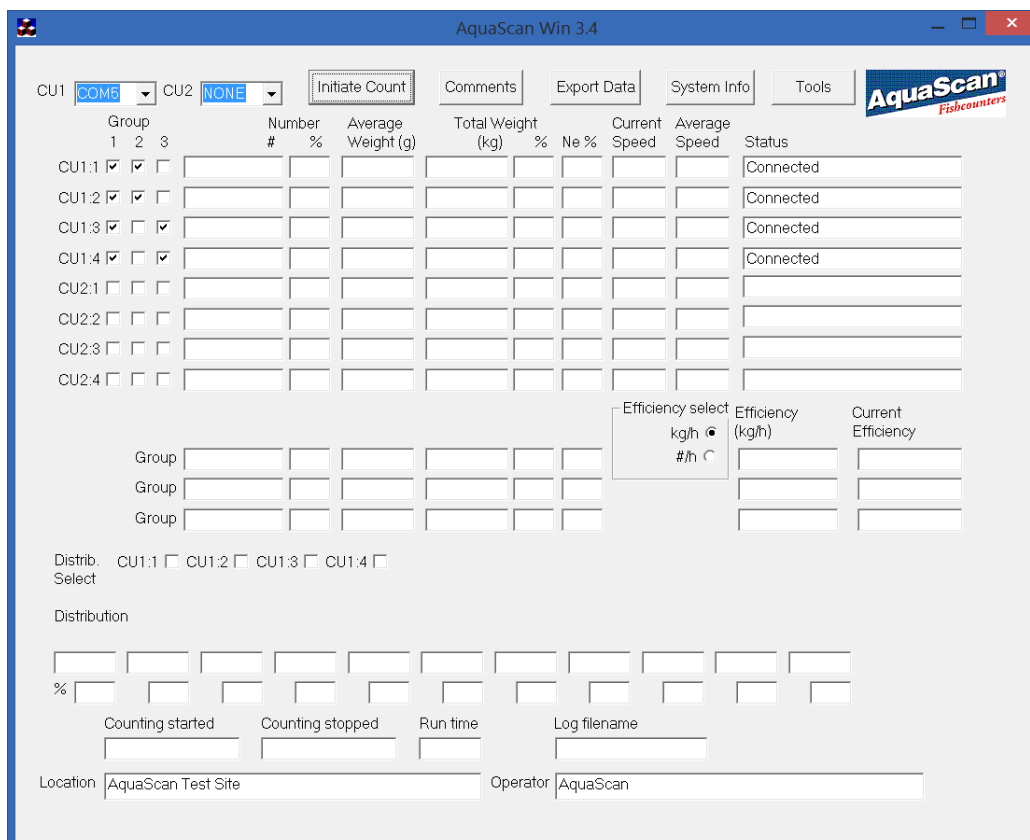 AquaScan Win 3.4
CU1 COM5 CU2 NONE Initiate Count Comments Export Data System Info Tools
AquaScan®
Fishcounters
Group Number Average Total Weight Current Average
1 2 3 # % Weight (g) (kg) % Ne % Speed Speed Status
CU1:1 Connected
CU1:2 Connected
CU1:3 Connected
CU1:4 Connected
CU2:1
CU2:2
CU2:3
CU2:4
Efficiency select Efficiency Current
kg/h (kg/h) Efficiency
Group #/h
Group
Group
Distrib. CU1:1 CU1:2 CU1:3 CU1:4
Select
Distribution
%
Counting started Counting stopped Run time Log filename
Location AquaScan Test Site Operator AquaScan